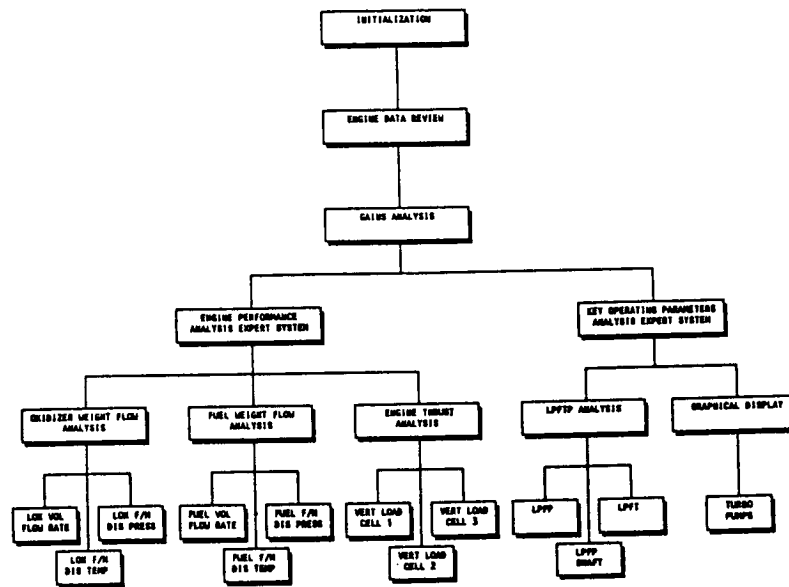 INITIALIZATION
ENGINE DATA REVIEW
GAINS ANALYSIS
ENGINE PERFORMANCE
ANALYSIS EXPERT SYSTEM
KEY OPERATING PARAMETERS
ANALYSIS EXPERT SYSTEM
OXIDIZER WEIGHT FLOW
ANALYSIS
FUEL WEIGHT FLOW
ANALYSIS
ENGINE THRUST
ANALYSIS
LPFTP ANALYSIS
GRAPHICAL DISPLAY
LOX VOL
FLOW RATE
LOX F/M
DIS PRESS
LOX F/M
DIS TEMP
FUEL VOL
FLOW RATE
FUEL F/M
DIS PRESS
FUEL F/M
DIS TEMP
VERT LOAD
CELL 1
VERT LOAD
CELL 3
VERT LOAD
CELL 2
LPFP
LPFT
LPFP
SHAFT
TURBO
PUMPS